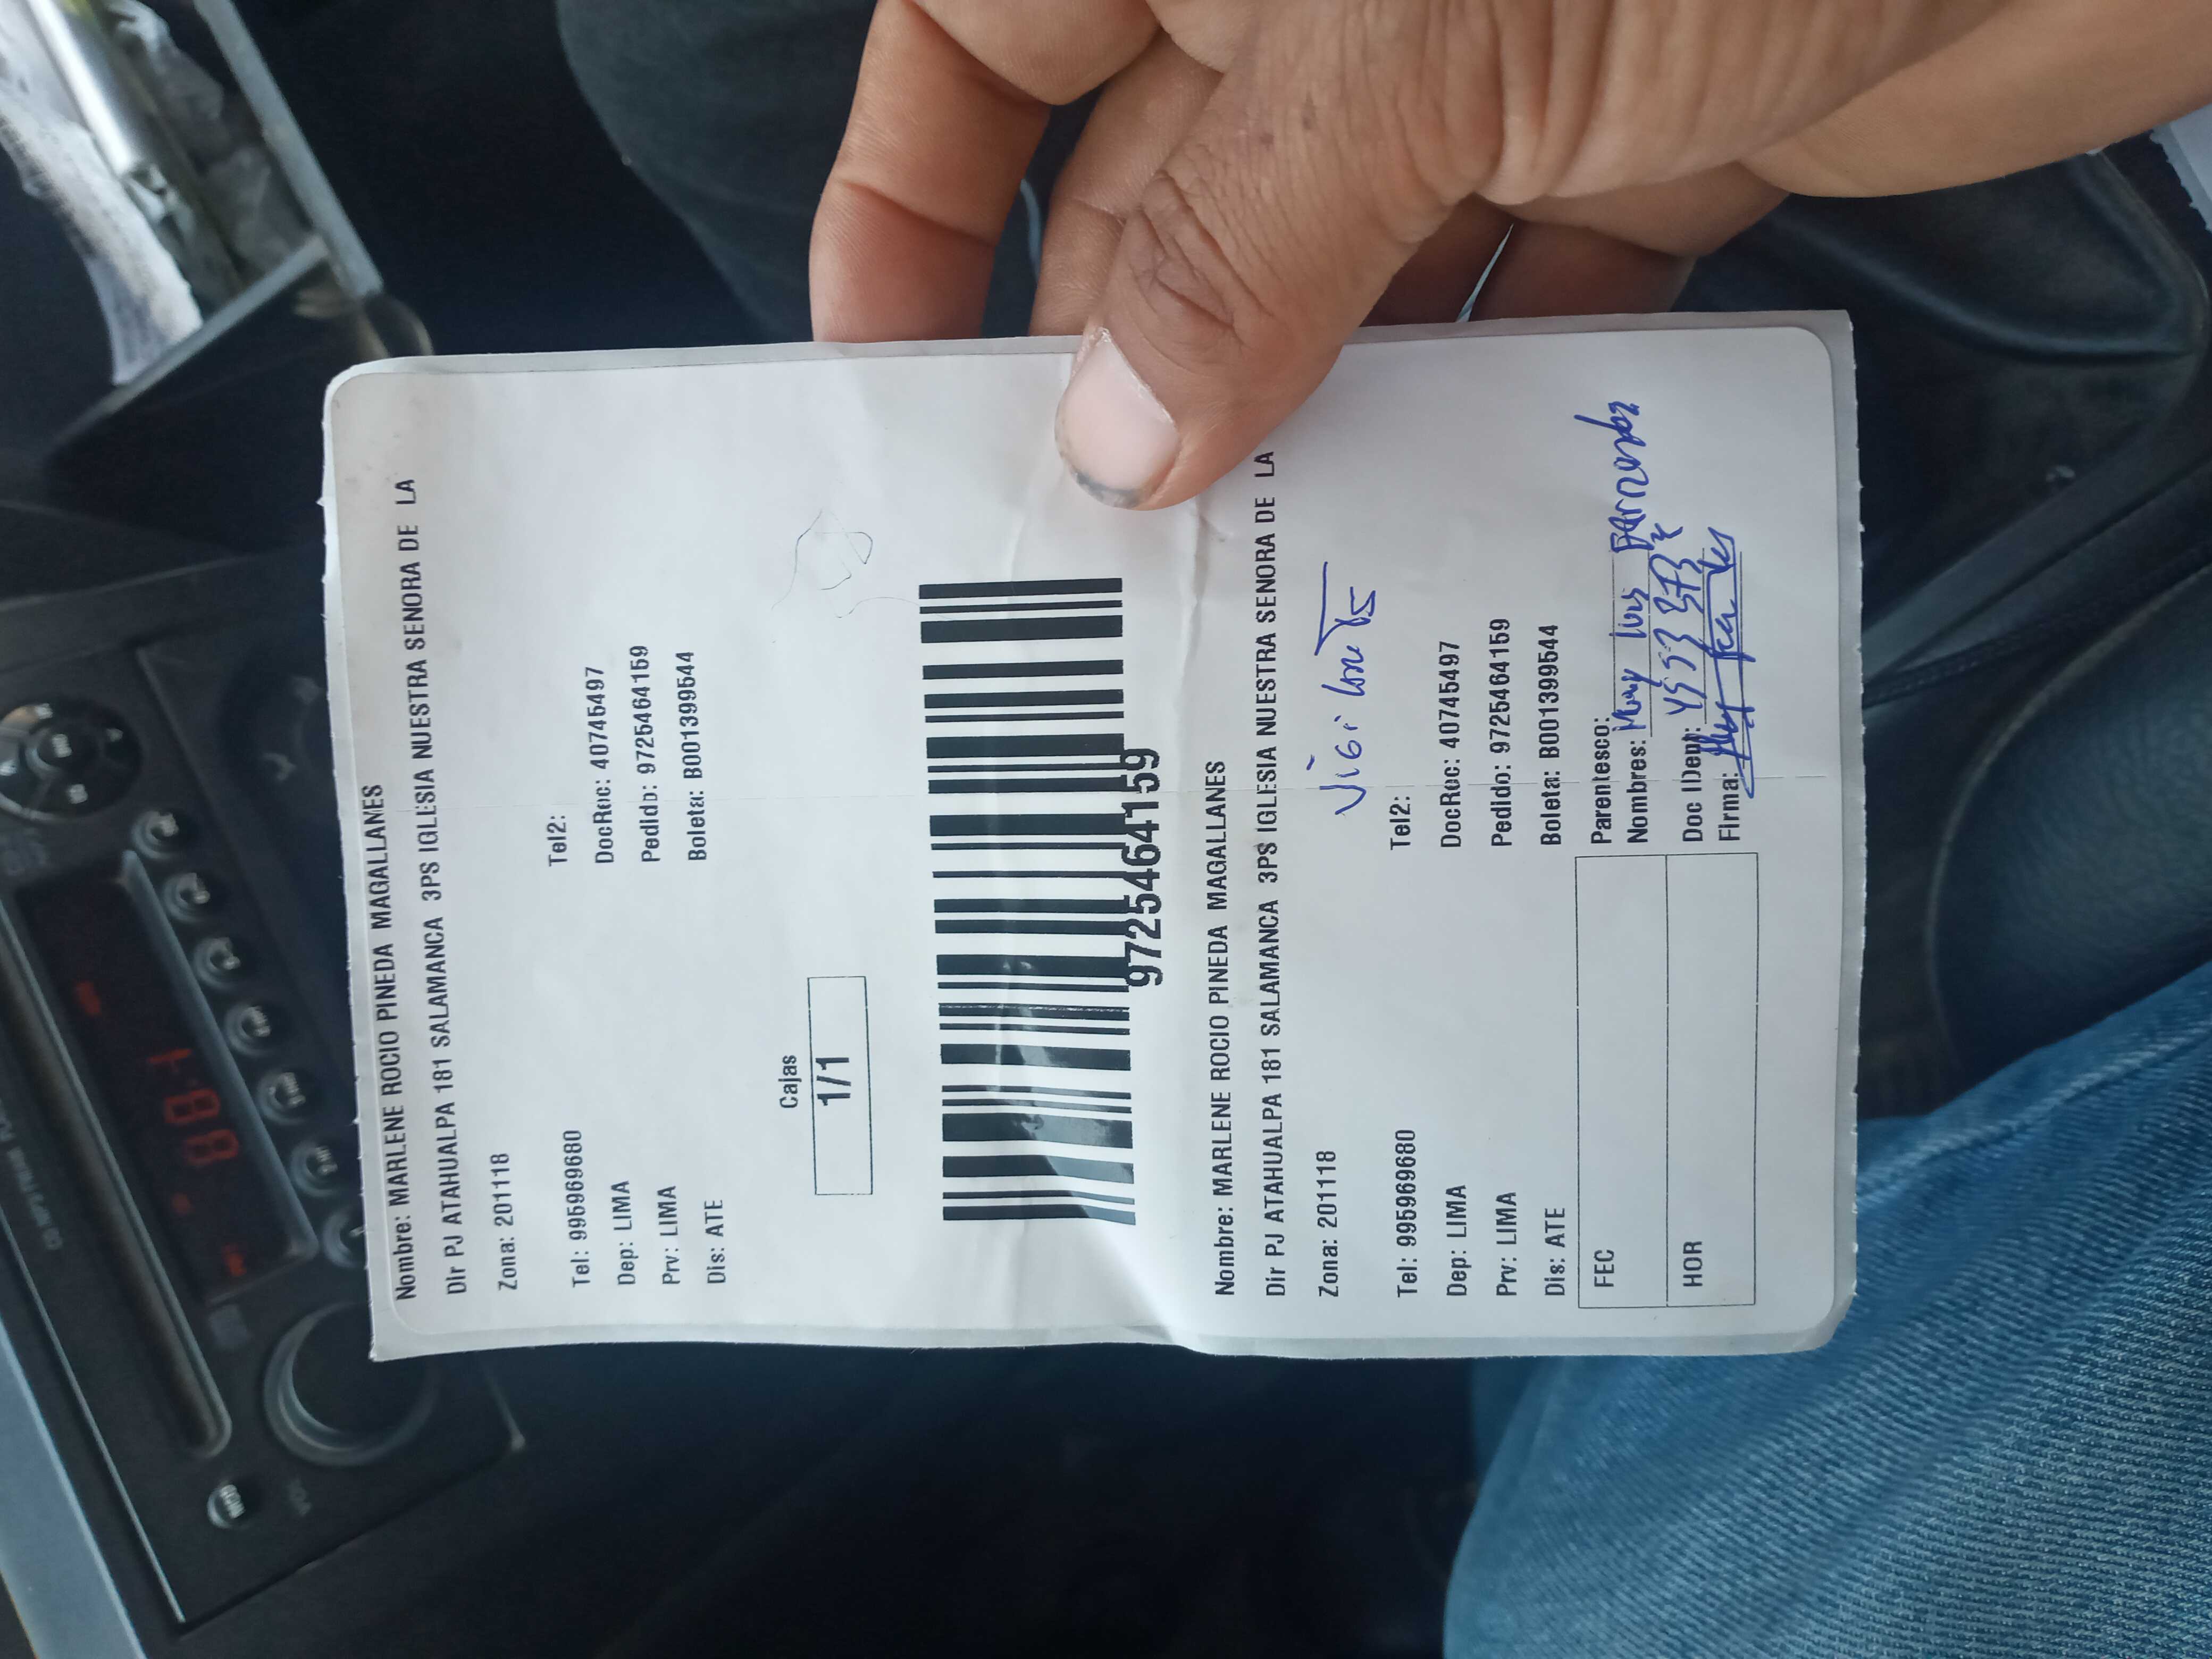 Nombre: MARLENE ROCIO PINEDA MAGALLANES
Dir PJ ATAHUALPA 181 SALAMANCA 3PS IGLESIA NUESTRA SENORA DE LA
Zona: 201118
Tel: 995969680 Tel2:
Dep: LIMA DocRec: 40745497
Prv: LIMA Pedido: 9725464159
Dis: ATE Boleta: B001399544
Cajas
1/1
9725464159
Nombre: MARLENE ROCIO PINEDA MAGALLANES
Dir PJ ATAHUALPA 181 SALAMANCA 3PS IGLESIA NUESTRA SENORA DE LA
Zona: 201118
Tel: 995969680 Tel2:
Dep: LIMA DocRec: 40745497
Prv: LIMA Pedido: 9725464159
Dis: ATE Boleta: B001399544
FEC Parentesco:
Nombres:
HOR Doc Iden:
Firma: